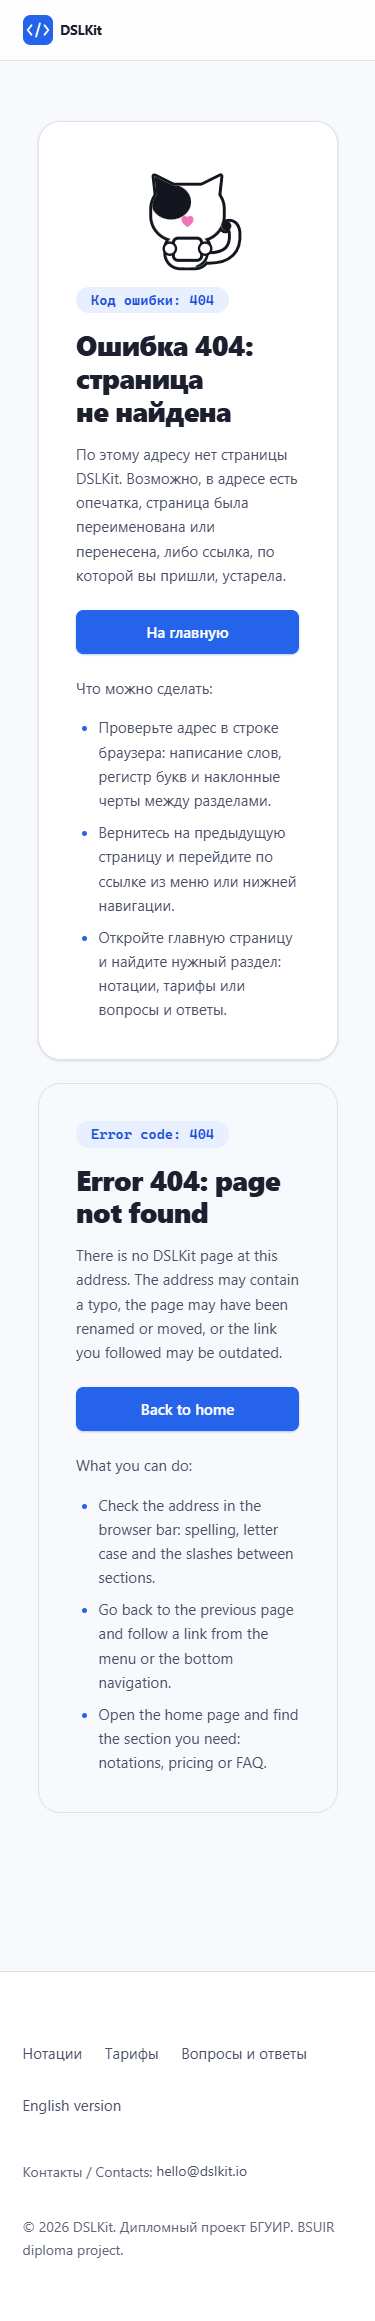 DSLKit
Код ошибки: 404
Ошибка 404:
страница
не найдена
По этому адресу нет страницы
DSLKit. Возможно, в адресе есть
опечатка, страница была
переименована или
перенесена, либо ссылка, по
которой вы пришли, устарела.
На главную
Что можно сделать:
Проверьте адрес в строке
браузера: написание слов,
регистр букв и наклонные
черты между разделами.
Вернитесь на предыдущую
страницу и перейдите по
ссылке из меню или нижней
навигации.
Откройте главную страницу
и найдите нужный раздел:
нотации, тарифы или
вопросы и ответы.
Error code: 404
Error 404: page
not found
There is no DSLKit page at this
address. The address may contain
a typo, the page may have been
renamed or moved, or the link
you followed may be outdated.
Back to home
What you can do:
Check the address in the
browser bar: spelling, letter
case and the slashes between
sections.
Go back to the previous page
and follow a link from the
menu or the bottom
navigation.
Open the home page and find
the section you need:
notations, pricing or FAQ.
Нотации Тарифы Вопросы и ответы
English version
Контакты / Contacts: hello@dslkit.io
© 2026 DSLKit. Дипломный проект БГУИР. BSUIR
diploma project.